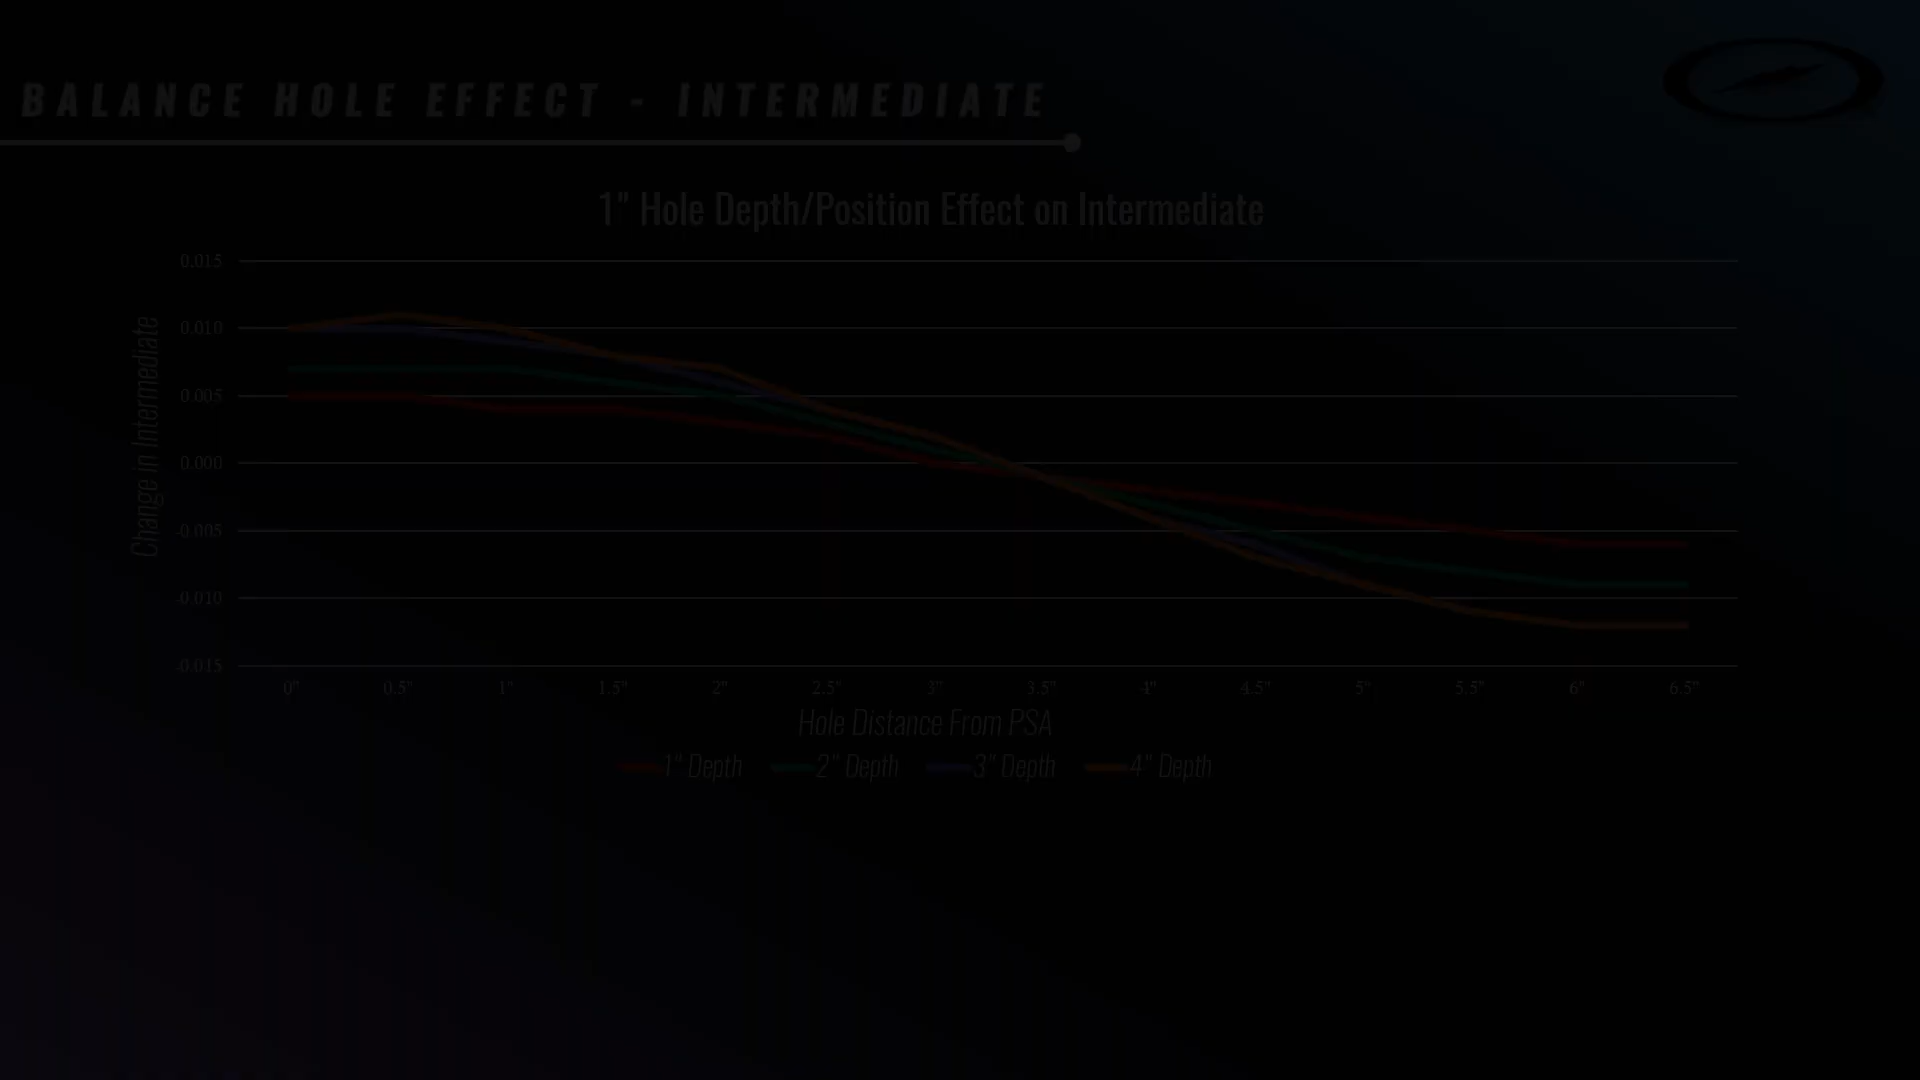 BALANCE HOLE EFFECT - INTERMEDIATE
1" Hole Depth/Position Effect on Intermediate
Change in Intermediate
0.015
0.010
0.005
0.000
-0.005
-0.010
-0.015
0" 0.5" 1" 1.5" 2" 2.5" 3" 3.5" 4" 4.5" 5" 5.5" 6" 6.5"
Hole Distance From PSA
1" Depth 2" Depth 3" Depth 4" Depth